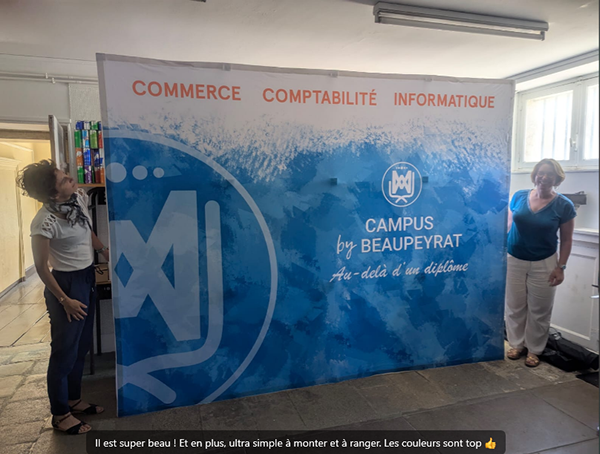 COMMERCE COMPTABILITÉ INFORMATIQUE
CAMPUS
by BEAUPEYRAT
Au-delà d'un diplôme
Il est super beau ! Et en plus, ultra simple à monter et à ranger. Les couleurs sont top 👍